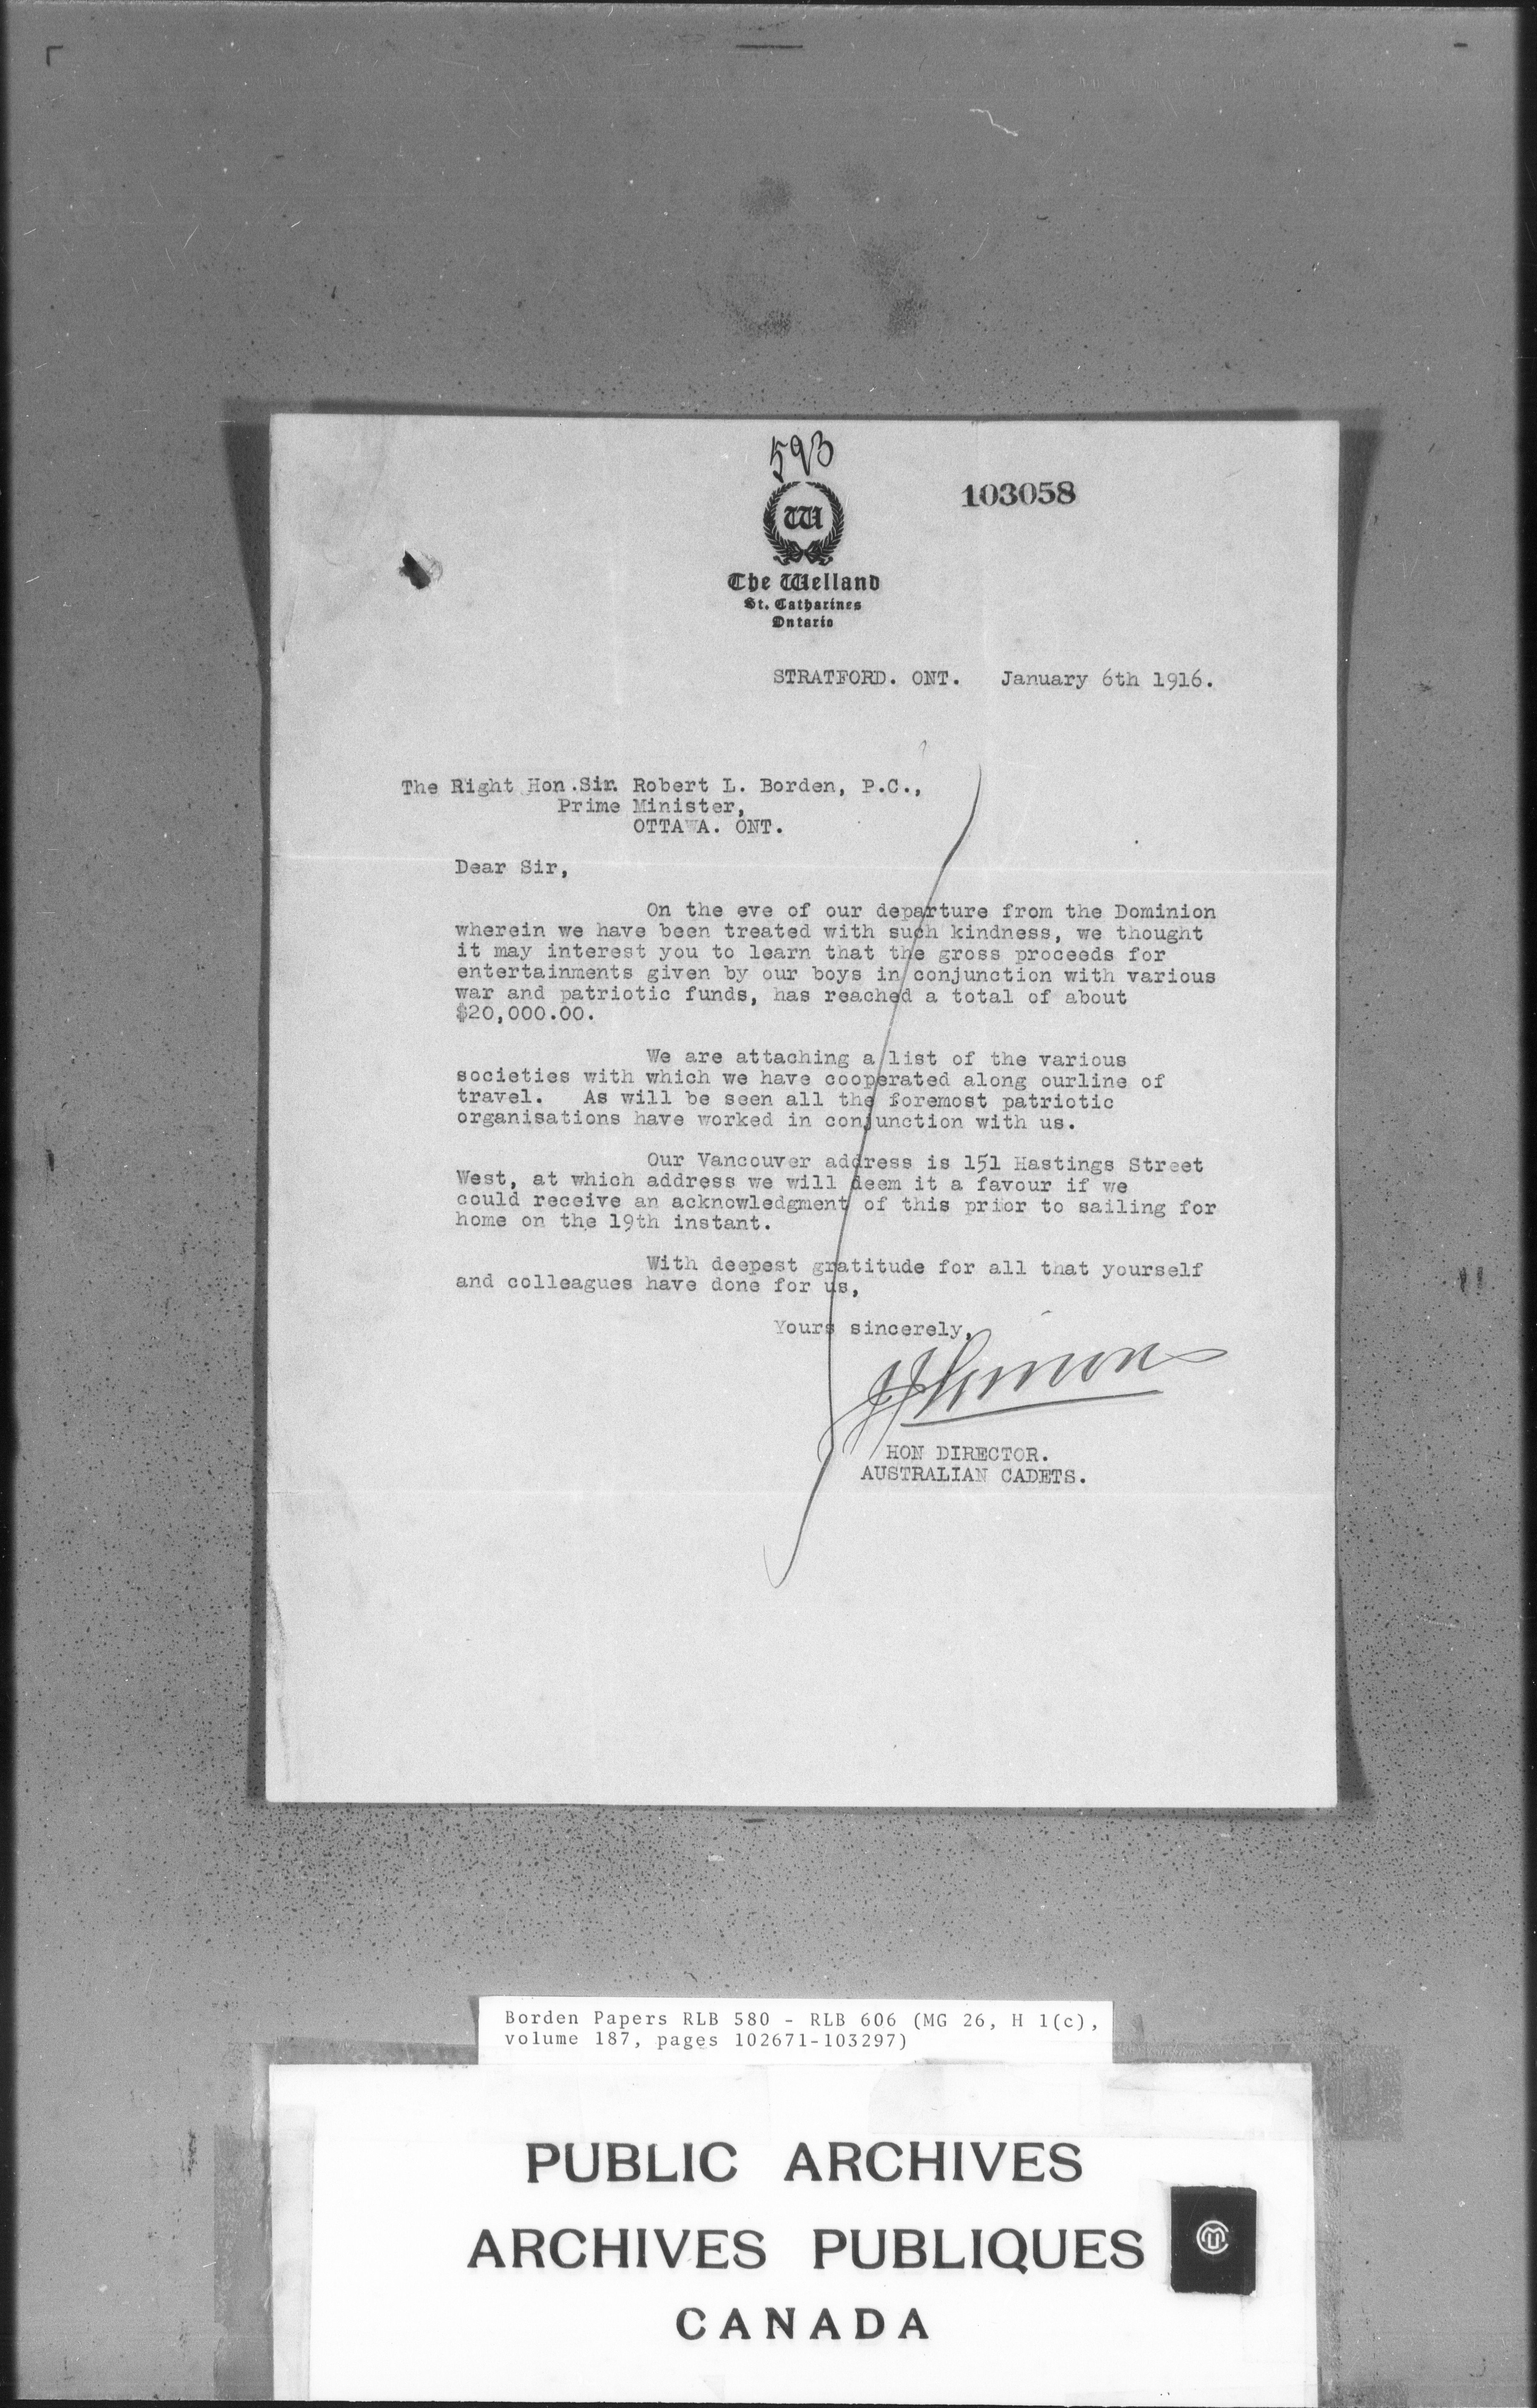 593
103058
W
The Welland
St. Catharines
Ontario
STRATFORD. ONT. January 6th 1916.
The Right Hon.Sir. Robert L. Borden, P.C.,
Prime Minister,
OTTAWA. ONT.
Dear Sir,
On the eve of our departure from the Dominion
wherein we have been treated with such kindness, we thought
it may interest you to learn that the gross proceeds for
entertainments given by our boys in conjunction with various
war and patriotic funds, has reached a total of about
$20,000.00.
We are attaching a list of the various
societies with which we have cooperated along ourline of
travel. As will be seen all the foremost patriotic
organisations have worked in conjunction with us.
Our Vancouver address is 151 Hastings Street
West, at which address we will deem it a favour if we
could receive an acknowledgment of this prior to sailing for
home on the 19th instant.
With deepest gratitude for all that yourself
and colleagues have done for us,
Yours sincerely,
JJSimons
HON DIRECTOR.
AUSTRALIAN CADETS.
Borden Papers RLB 580 - RLB 606 (MG 26, H 1(c),
volume 187, pages 102671-103297)
PUBLIC ARCHIVES
ARCHIVES PUBLIQUES
CANADA